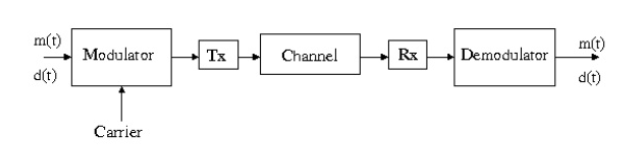 m(t)
d(t)
Modulator
Tx
Channel
Rx
Demodulator
m(t)
d(t)
Carrier